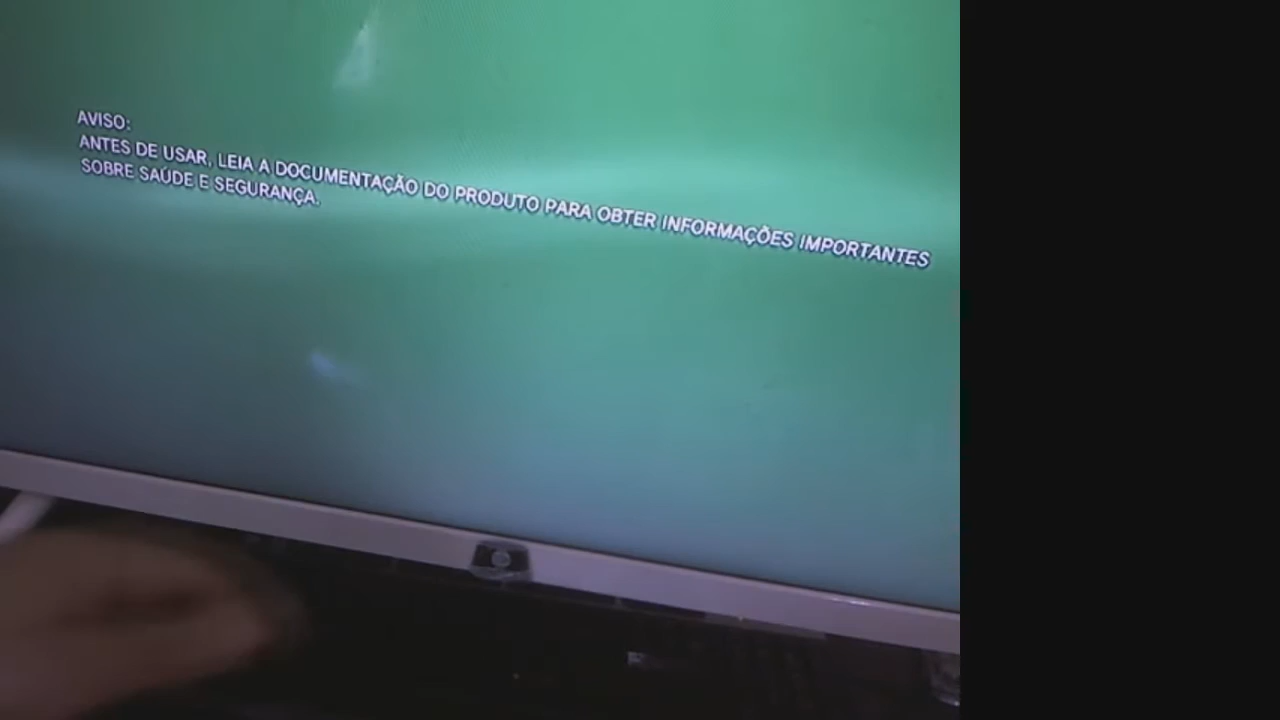 AVISO:
ANTES DE USAR, LEIA A DOCUMENTAÇÃO DO PRODUTO PARA OBTER INFORMAÇÕES IMPORTANTES
SOBRE SAÚDE E SEGURANÇA.